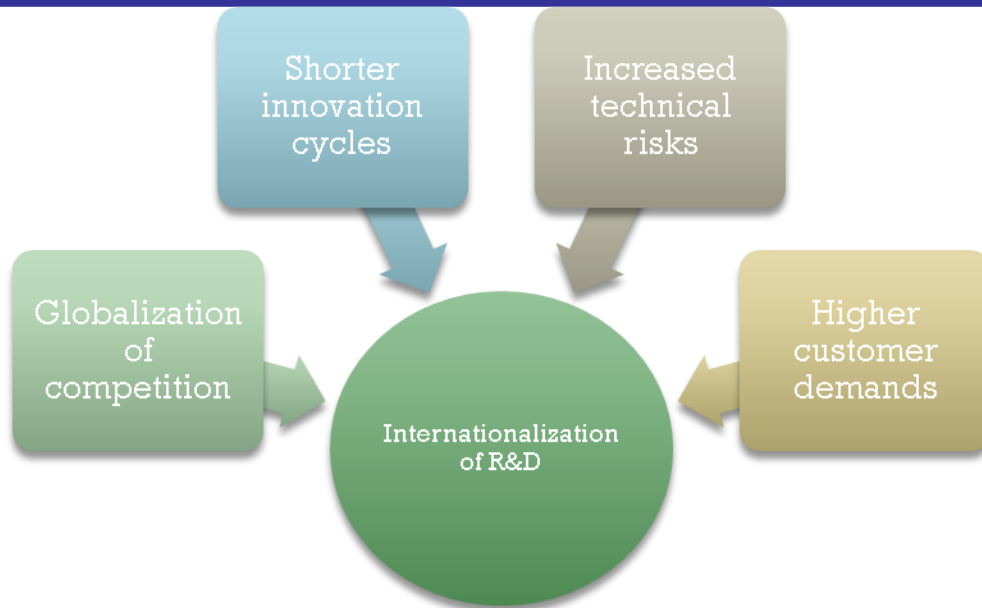 Shorter
innovation
cycles
Increased
technical
risks
Globalization
of
competition
Higher
customer
demands
Internationalization
of R&D